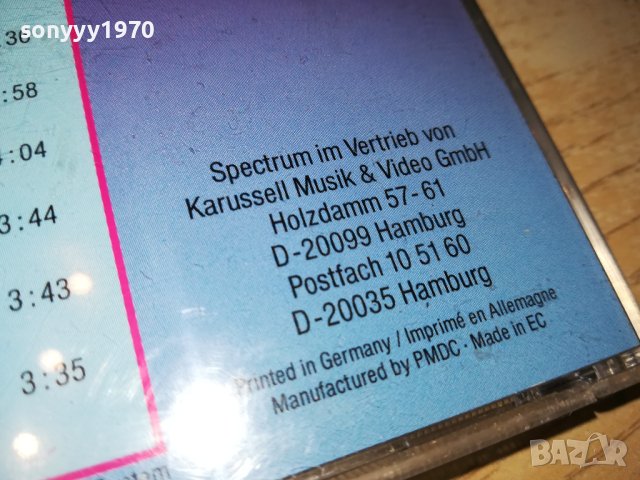 sonyyy1970
:58
:04
3:44
3:43
3:35
Spectrum im Vertrieb von
Karussell Musik & Video GmbH
Holzdamm 57-61
D-20099 Hamburg
Postfach 10 51 60
D-20035 Hamburg
Printed in Germany / Imprimé en Allemagne
Manufactured by PMDC · Made in EC
BAZAR
bg